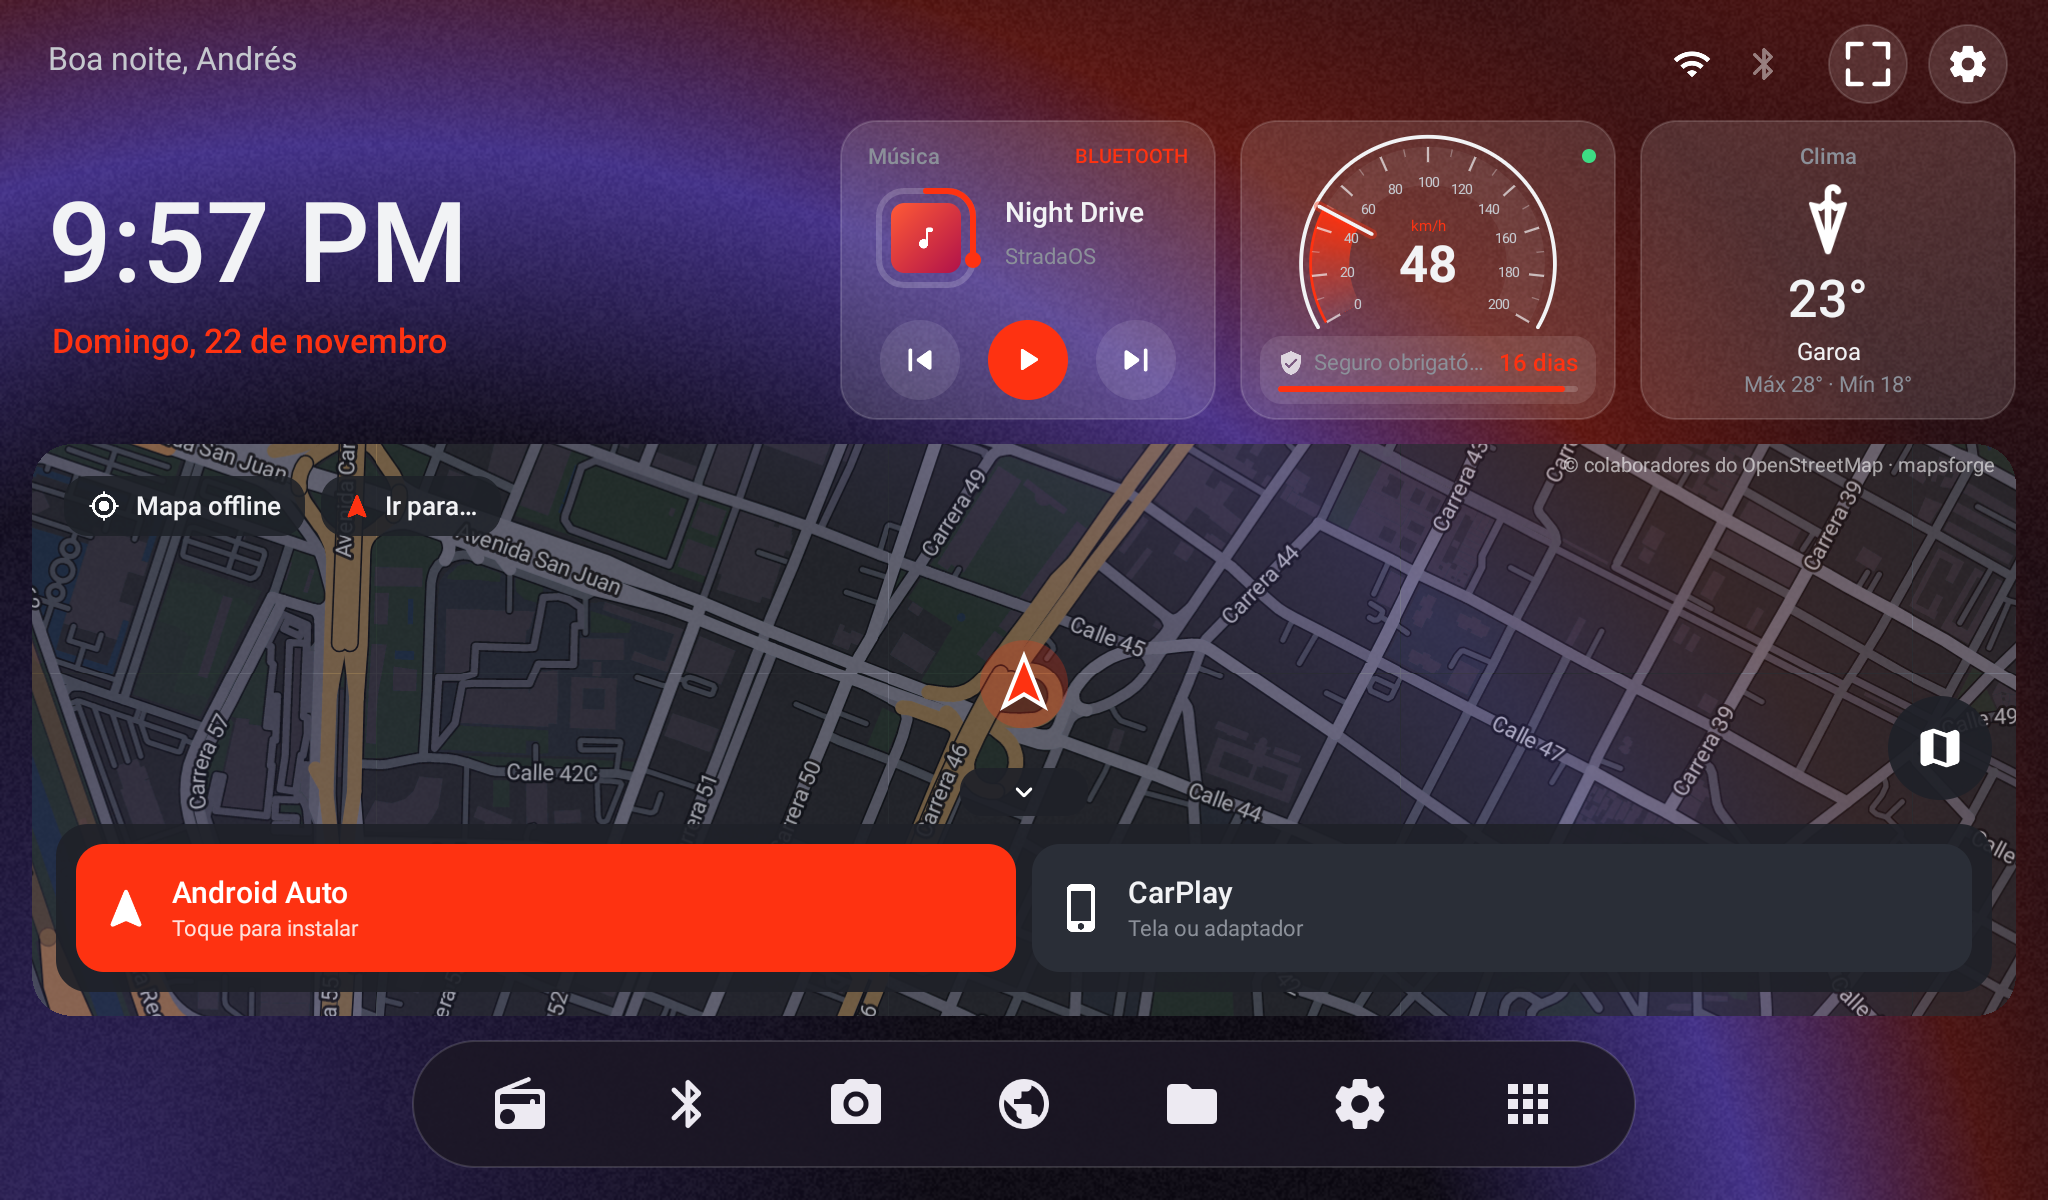 Boa noite, Andrés
9:57 PM
Domingo, 22 de novembro
Música
BLUETOOTH
Night Drive
StradaOS
0
20
40
60
80
100
120
140
160
180
200
km/h
48
Seguro obrigató...
16 dias
Clima
23°
Garoa
Máx 28° · Mín 18°
© colaboradores do OpenStreetMap · mapsforge
Mapa offline
Ir para...
Avenida San Juan
Carrera 49
Carrera 44
Carrera 43
Carrera 39
Calle 45
Calle 47
Carrera 39
Carrera 57
Calle 42C
Carrera 46
Calle 44
Android Auto
Toque para instalar
CarPlay
Tela ou adaptador